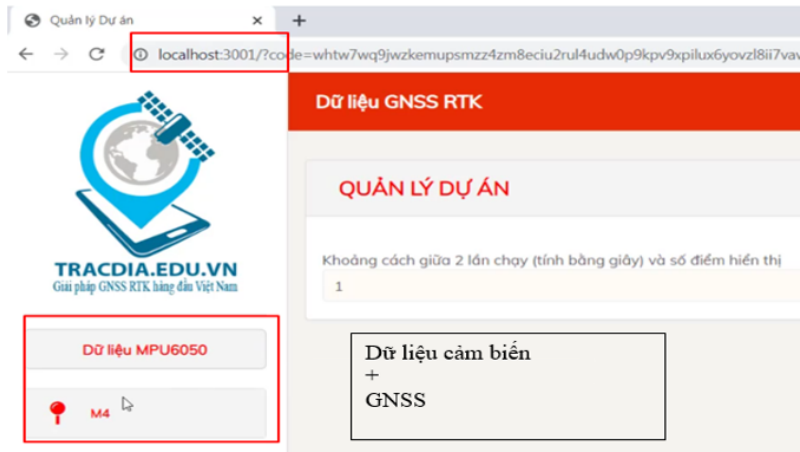 Quản lý Dự án
localhost:3001/?code=whtw7wq9jwzkemupsmzz4zm8eciu2rul4udw0p9kpv9xpilux6yovzl8ii7vav
Dữ liệu GNSS RTK
QUẢN LÝ DỰ ÁN
TRACDIA.EDU.VN
Giải pháp GNSS RTK hàng đầu Việt Nam
Khoảng cách giữa 2 lần chạy (tính bằng giây) và số điểm hiển thị
1
Dữ liệu MPU6050
M4
Dữ liệu cảm biến
+
GNSS